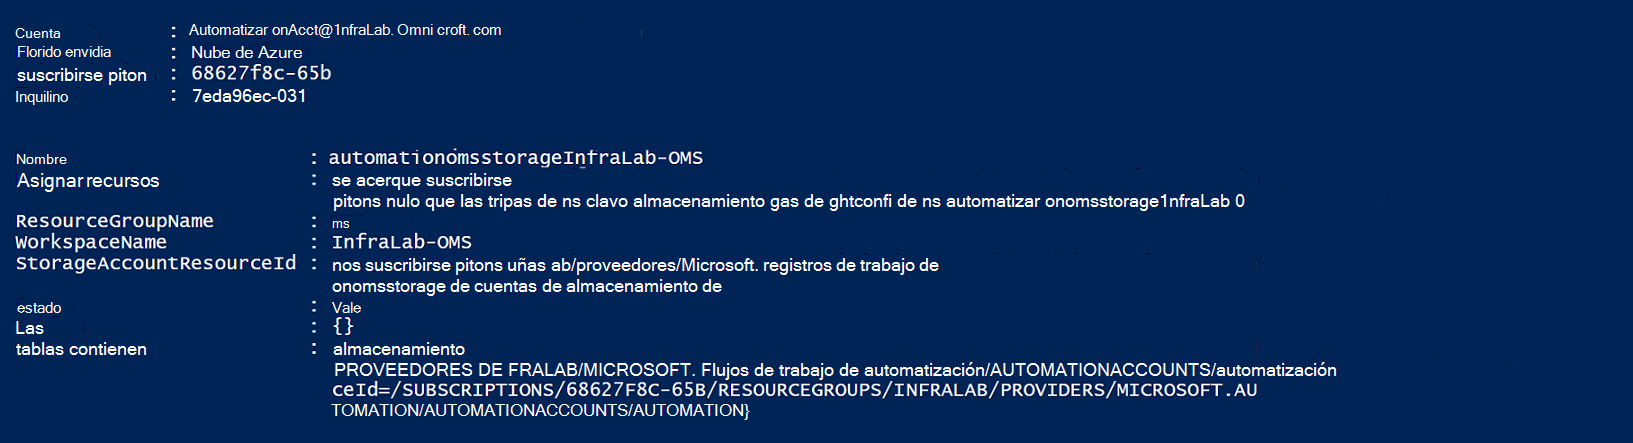 Cuenta : Automatizar onAcct@1nfraLab. Omni croft. com
Florido envidia : Nube de Azure
suscribirse piton : 68627f8c-65b
Inquilino : 7eda96ec-031
Nombre : automationomsstorageInfraLab-OMS
Asignar recursos : se acerque suscribirse
pitons nulo que las tripas de ns clavo almacenamiento gas de ghtconfi de ns automatizar onomsstorage1nfraLab 0
ResourceGroupName : ms
WorkspaceName : InfraLab-OMS
StorageAccountResourceId : nos suscribirse pitons uñas ab/proveedores/Microsoft. registros de trabajo de
onomsstorage de cuentas de almacenamiento de
estado : Vale
Las : {}
tablas contienen : almacenamiento
PROVEEDORES DE FRALAB/MICROSOFT. Flujos de trabajo de automatización/AUTOMATIONACCOUNTS/automatización
ceId=/SUBSCRIPTIONS/68627F8C-65B/RESOURCEGROUPS/INFRALAB/PROVIDERS/MICROSOFT.AU
TOMATION/AUTOMATIONACCOUNTS/AUTOMATION}